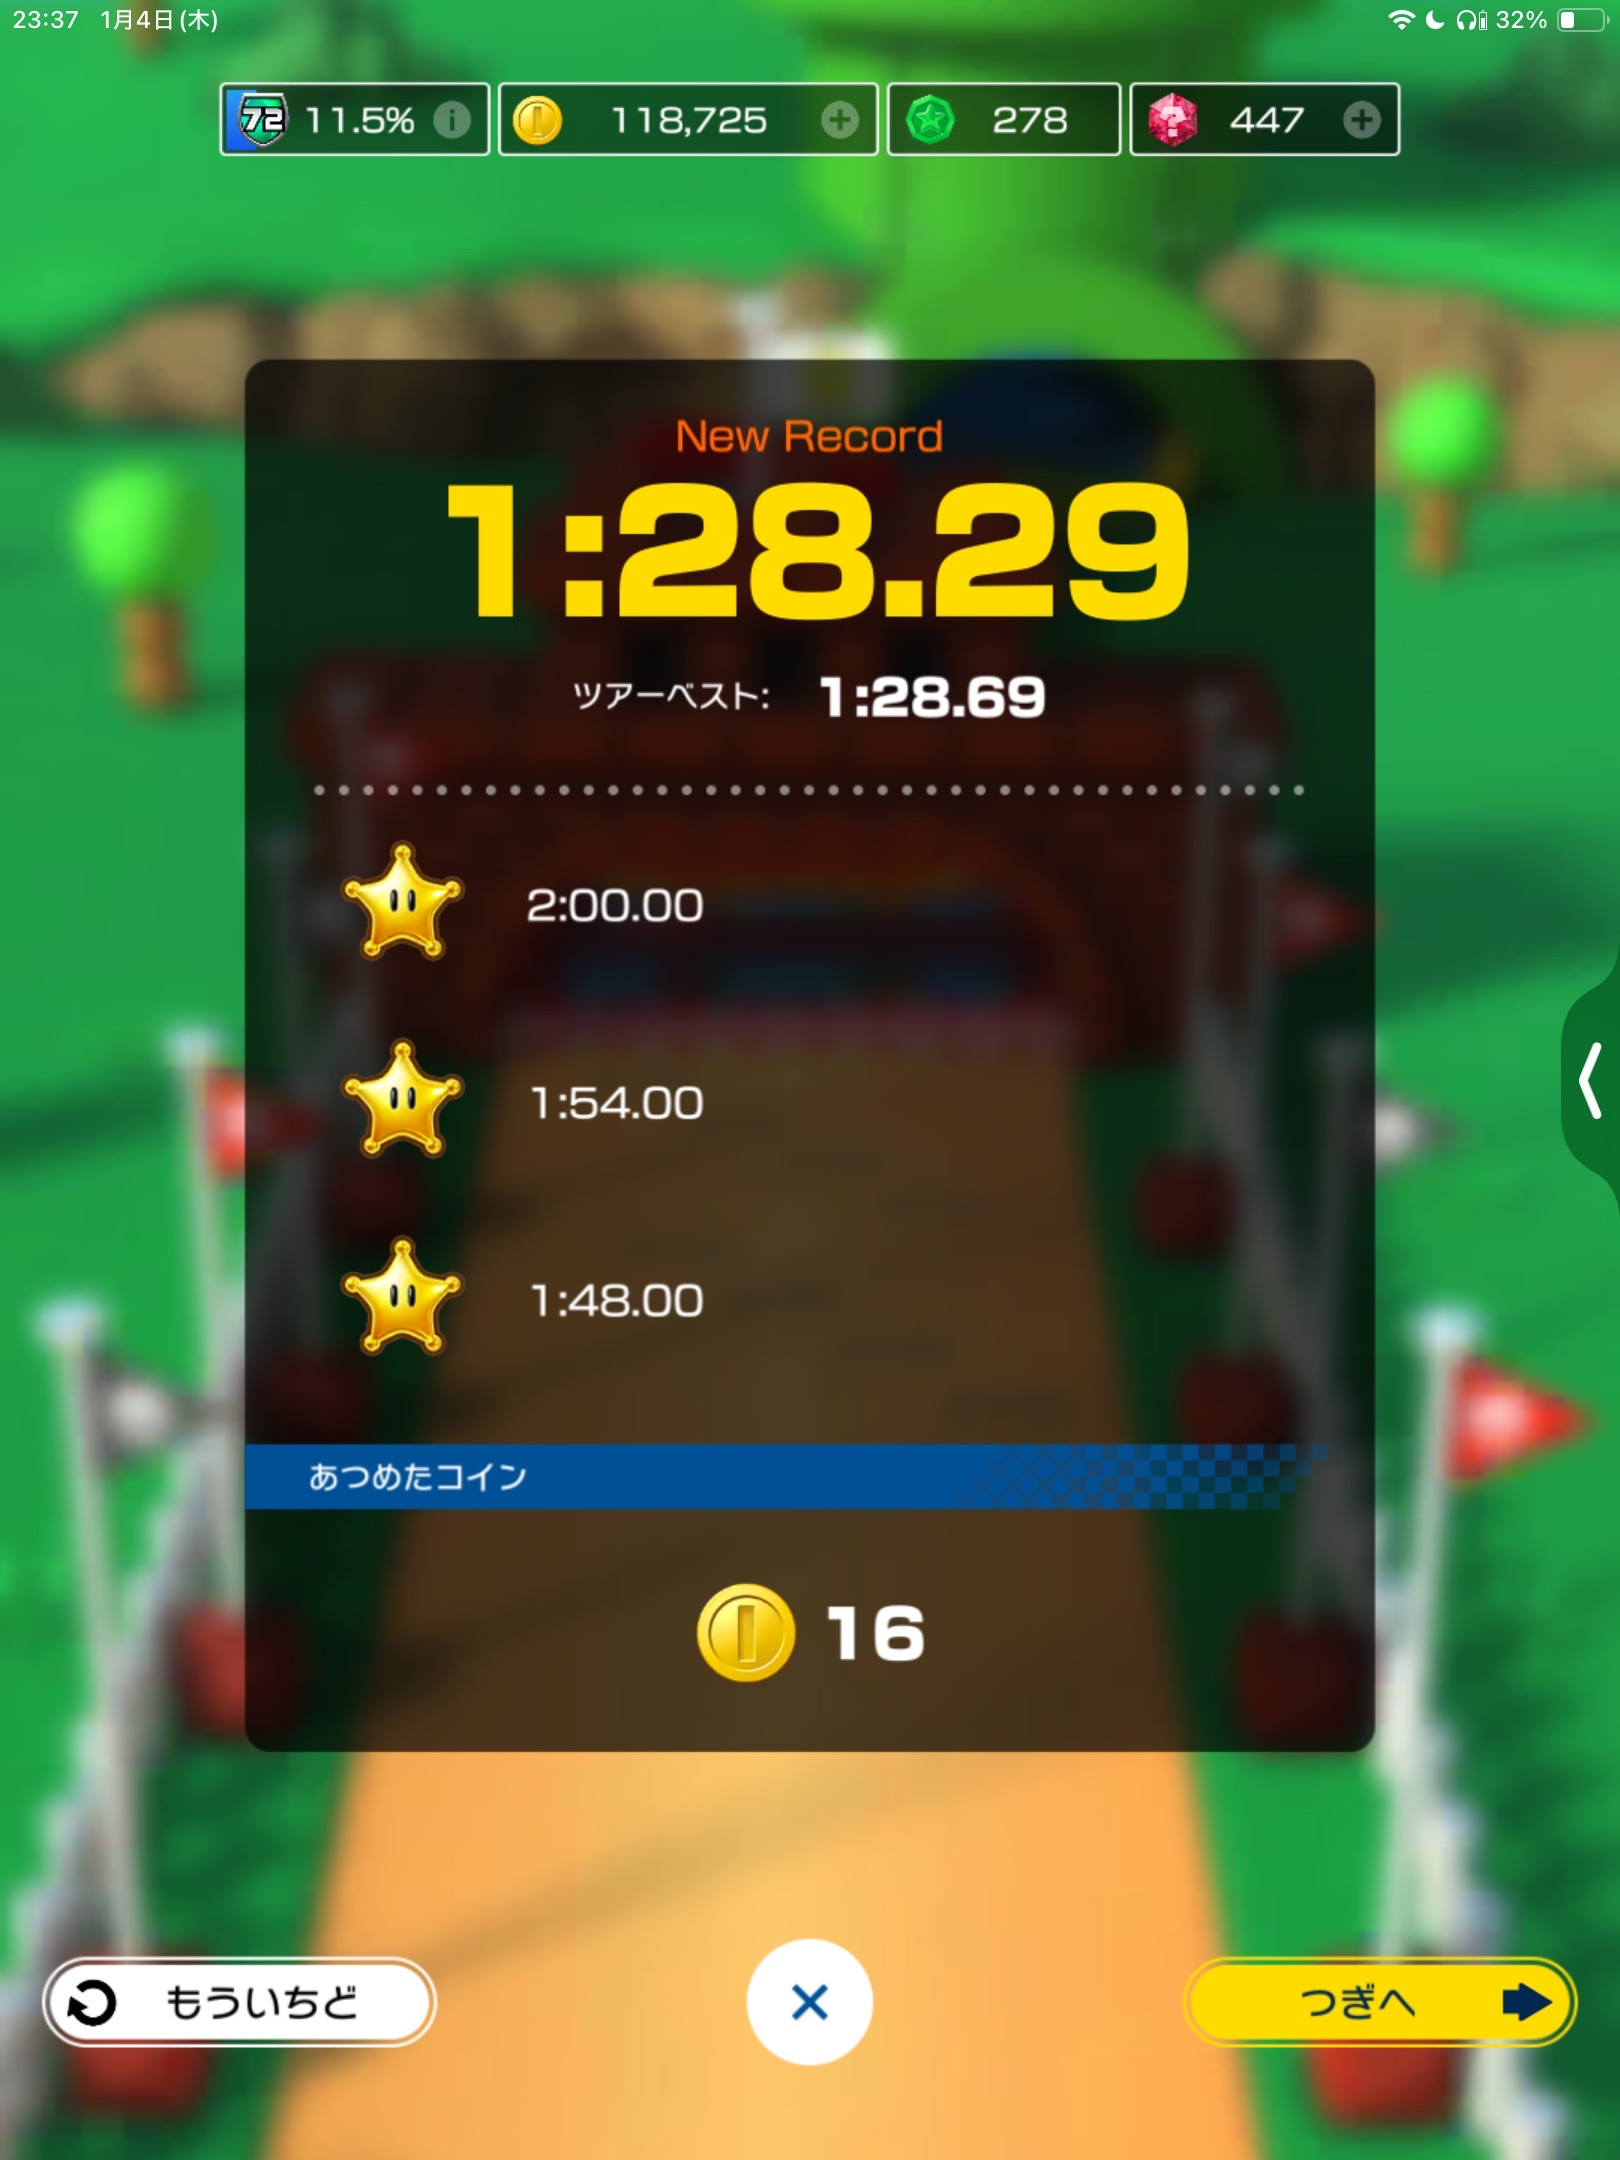 23:37 1月4日(木)
32%
72 11.5% 118,725 278 447
New Record
1:28.29
ツアーベスト: 1:28.69
2:00.00
1:54.00
1:48.00
あつめたコイン
16
もういちど
つぎへ